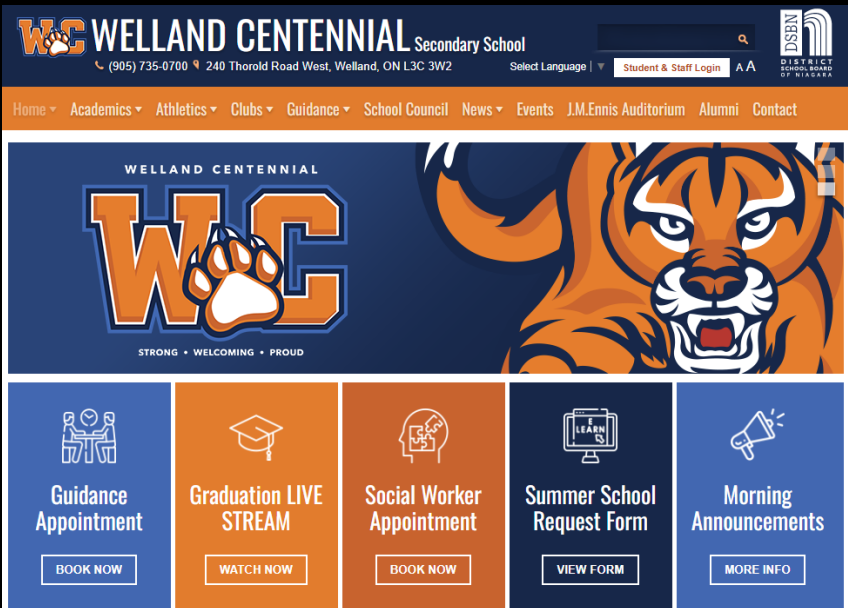 WC WELLAND CENTENNIAL Secondary School
(905) 735-0700 240 Thorold Road West, Welland, ON L3C 3W2
Select Language | ▼ Student & Staff Login A A
DSBN
DISTRICT
SCHOOL BOARD
OF NIAGARA
Home Academics Athletics Clubs Guidance School Council News Events J.M.Ennis Auditorium Alumni Contact
WELLAND CENTENNIAL
WC
STRONG • WELCOMING • PROUD
E
LEARN
Guidance
Appointment
BOOK NOW
Graduation LIVE
STREAM
WATCH NOW
Social Worker
Appointment
BOOK NOW
Summer School
Request Form
VIEW FORM
Morning
Announcements
MORE INFO